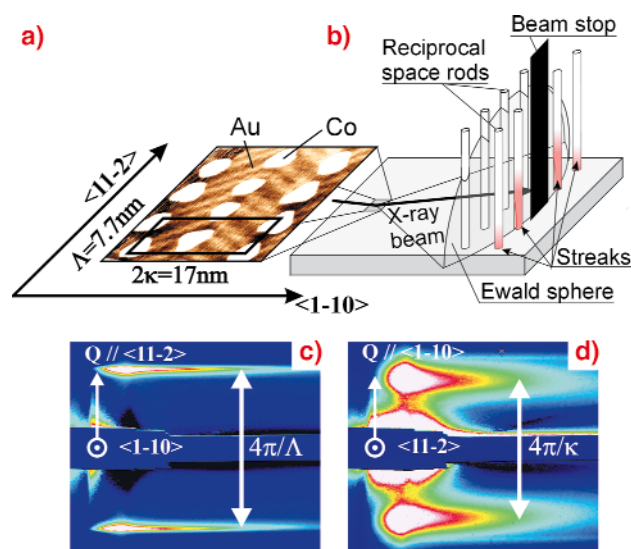 a)
b)
Beam stop
Reciprocal
space rods
Au
Co
<11-2>
Λ=7.7nm
X-ray
beam
2κ=17nm
Streaks
Ewald sphere
<1-10>
c)
Q // <11-2>
<1-10>
4π/Λ
d)
Q // <1-10>
<11-2>
4π/κ